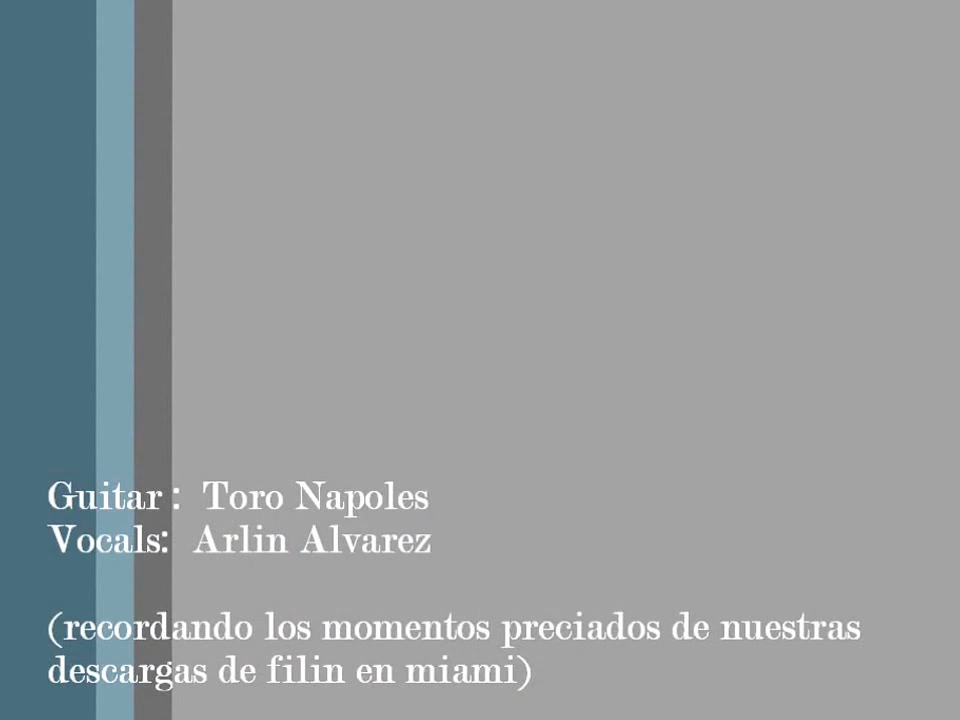 Guitar : Toro Napoles
Vocals: Arlin Alvarez
(recordando los momentos preciados de nuestras
descargas de filin en miami)